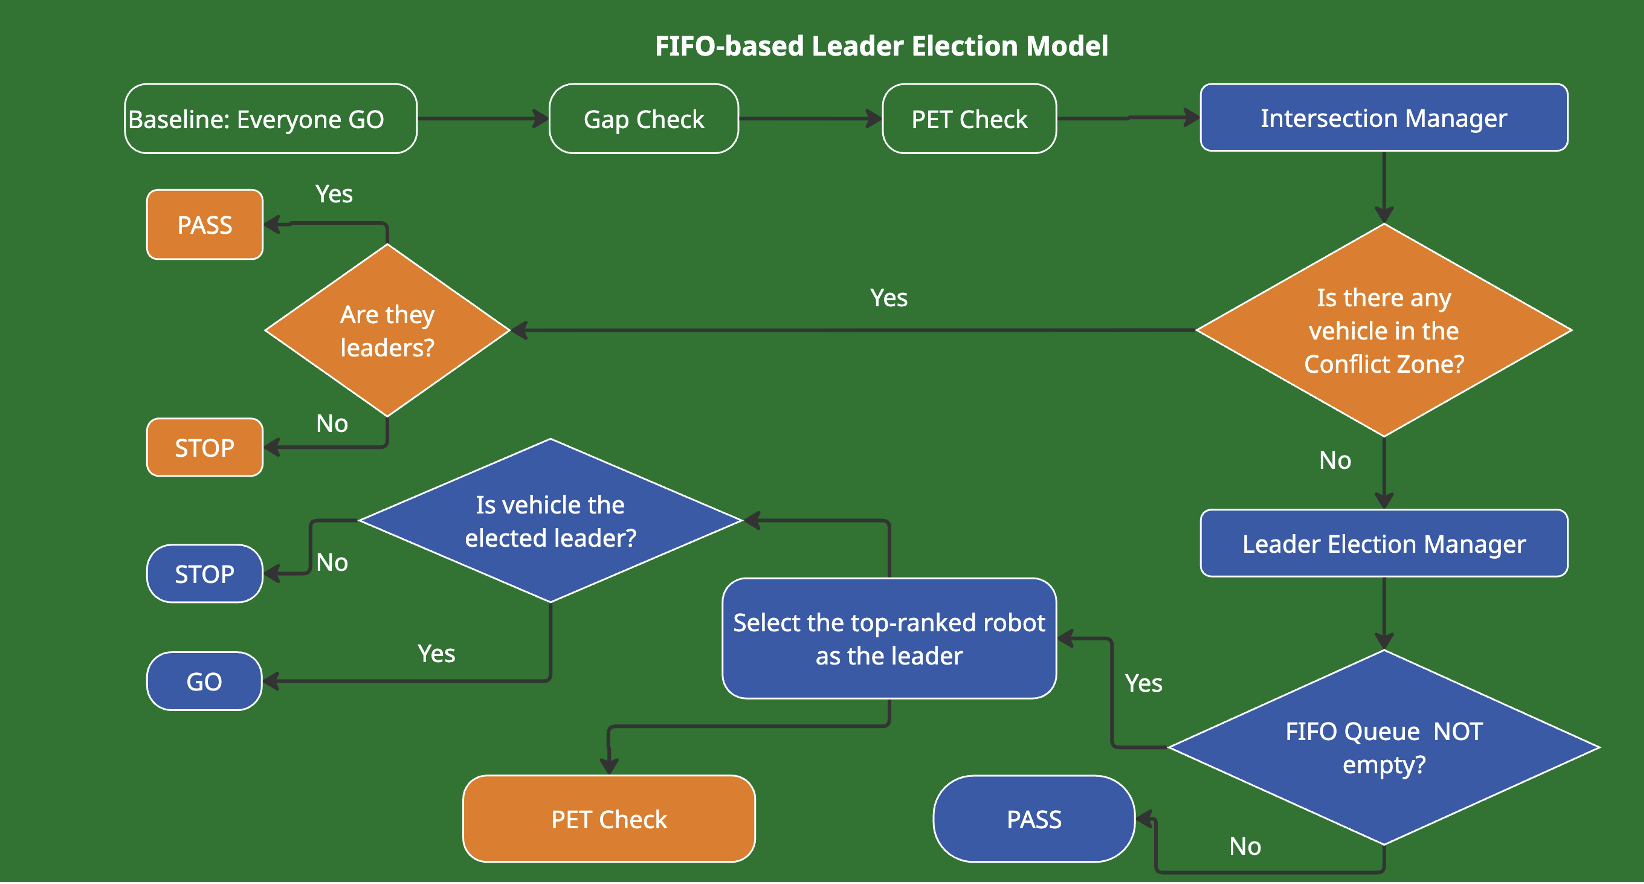 FIFO-based Leader Election Model
Baseline: Everyone GO
Gap Check
PET Check
Intersection Manager
Yes
PASS
Are they
leaders?
Yes
Is there any
vehicle in the
Conflict Zone?
No
STOP
No
Is vehicle the
elected leader?
Leader Election Manager
No
STOP
Select the top-ranked robot
as the leader
Yes
GO
Yes
FIFO Queue  NOT
empty?
PET Check
PASS
No